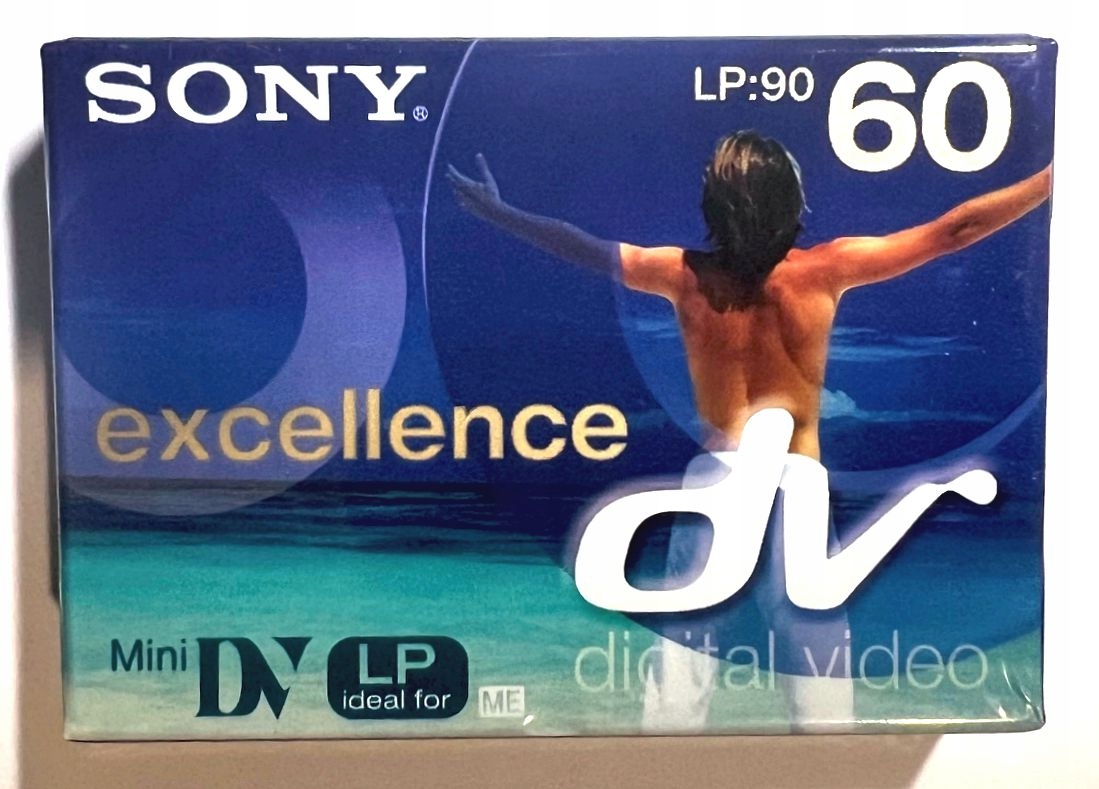 SONY®
LP:90 60
excellence
dv
digital video
Mini DV LP
ideal for ME